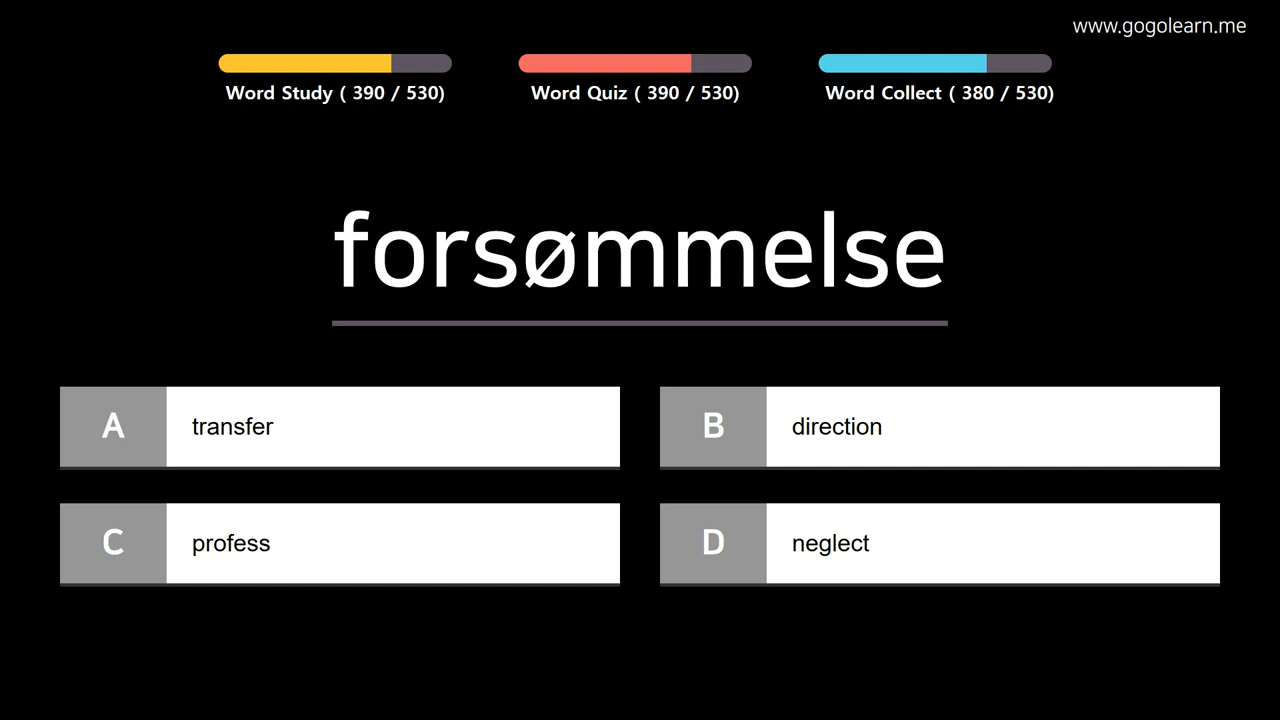 www.gogolearn.me
Word Study ( 390 / 530)
Word Quiz ( 390 / 530)
Word Collect ( 380 / 530)
forsømmelse
A transfer
B direction
C profess
D neglect